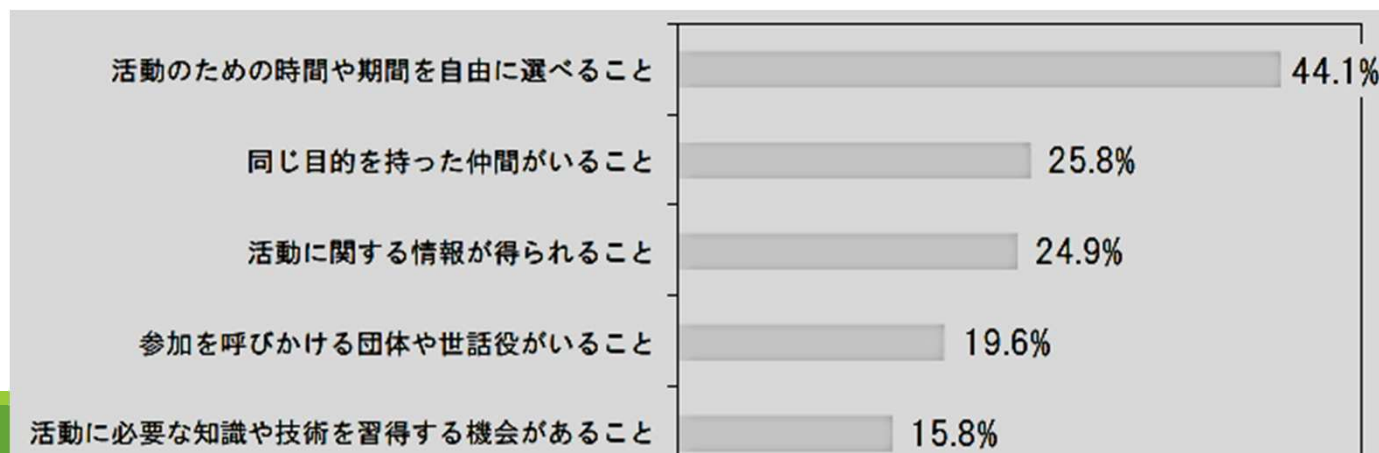 活動のための時間や期間を自由に選べること 44.1%
同じ目的を持った仲間がいること 25.8%
活動に関する情報が得られること 24.9%
参加を呼びかける団体や世話役がいること 19.6%
活動に必要な知識や技術を習得する機会があること 15.8%